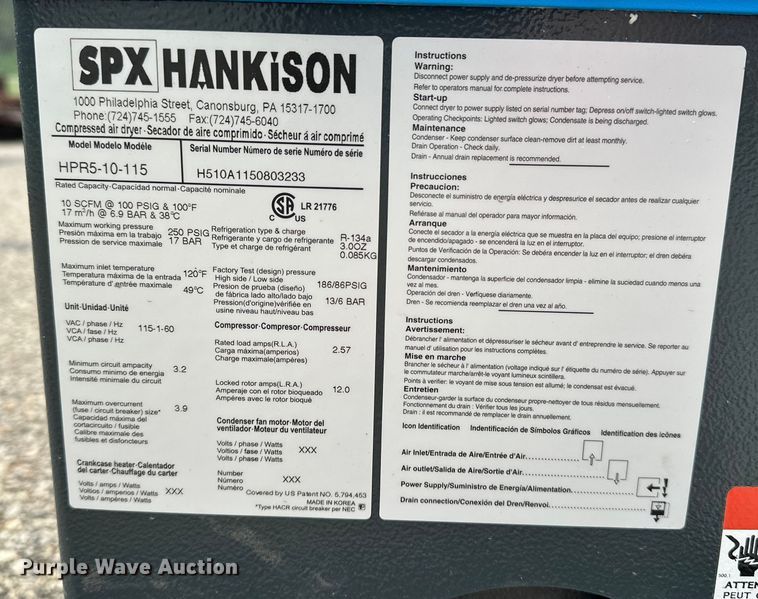 SPX HANKiSON
1000 Philadelphia Street, Canonsburg, PA 15317-1700
Phone:(724)745-1555 Fax:(724)745-6040
Compressed air dryer·Secador de aire comprimido·Sécheur á air comprimé
Model Modelo Modéle
HPR5-10-115
Serial Number Número de serie Numéro de série
H510A1150803233
Rated Capacity·Capacidad normal·Capacité nominale
10 SCFM @ 100 PSIG & 100°F
17 m³/h @ 6.9 BAR & 38°C
CSA C US LR 21776
Maximum working pressure
Presión máxima em la trabajo
Pression de service maximale
250 PSIG
17 BAR
Refrigeration type & charge
Refrigerante y cargo de refrigerante
Type et charge de refrigérant
R-134a
3.0OZ
0.085KG
Maximum inlet temperature
Temperatura máxima de la entrada
Températura d' entrée maximale
120°F
49°C
Factory Test (design) pressure
High side / Low side
Presion de prueba (diseño)
de fábrica lado alto/lado bajo
Pression(d'origine)vérifiée en
usine niveau haut/niveau bas
186/86PSIG
13/6 BAR
Unit·Unidad·Unité
VAC / phase / Hz
VCA / fase / Hz
VCA / phase / Hz
115-1-60
Compressor·Compresor·Compresseur
Rated load amps(R.L.A.)
Carga máxima(amperios)
Charge maximale(ampéres)
2.57
Minimum circuit ampacity
Consumo minimo de energia
Intensité minimale du circuit
3.2
Locked rotor amps(L.R.A.)
Amperaje con el rotor bioqueado
Ampéres avec le rotor bioqué
12.0
Maximum overcurrent
(fuse / circuit breaker) size*
Capacidad máxima del
cortacircuito / fusible
Calibre maximale des
fusibles et disfoncteurs
3.9
Condenser fan motor·Motor del
ventilador·Moteur du ventilateur
Volts / phase / Watts
Voltios / fase / Watts
Volts / phase / Watts
XXX
Crankcase heater·Calentador
del carter·Chauffage du carter
Volts / amps / Watts
Voltios / amperios / Watts
Volts / ampéres / Watts
XXX
Number
Número
Numéro
XXX
Covered by US Patent NO. 5,794,453
MADE IN KOREA
*Type HACR circuit breaker per NEC
Instructions
Warning:
Disconnect power supply and de-pressurize dryer before attempting service.
Refer to operators manual for complete instructions.
Start-up
Connect dryer to power supply listed on serial number tag; Depress on/off switch-lighted switch glows.
Operating Checkpoints: Lighted switch glows; Condensate is being discharged.
Maintenance
Condenser - Keep condenser surface clean-remove dirt at least monthly.
Drain Operation - Check daily.
Drain - Annual drain replacement is recommended.
Instrucciones
Precaucion:
Desconecte el suministro de energía eléctrica y despresurice el secador antes de realizar cualquier
servicio.
Refiérase al manual del operador para mayor información.
Arranque
Conecte el secador a la energía eléctrica que se muestra en la placa del equipo; presione el interruptor
de encendido/apagado - se encenderá la luz en el interruptor.
Puntos de Verificación de la Operación: Se debera encender la luz en el interruptor; el dren deberá
descargar condensados.
Mantenimiento
Condensador - mantenga la superficie del condensador limpia - elimine la suciedad cuando menos una
vez al mes.
Operación del dren - Verfíquese diariamente.
Dren - Se recomienda reemplazar el dren una vez al año.
Instructions
Avertissement:
Débrancher l' alimentation et dépressuriser le sécheur avant d' entreprendre le service. Se reporter au
manuel d' utilisation pour les instructions complètes.
Mise en marche
Brancher le sécheur à l' alimentation (voltage indiqué sur l' étiquette du numéro de série). Appuyer sur
le commutateur marche/arrêt-le voyant lumineux scintillera.
Points à vérifier: le voyant de mise sous tension est allumé; le condensat est évacué.
Entretien
Condenseur-garder la surface du condenseur propre-nettoyer de tous résidus mensuellement.
Fonctionnement du drain : Vérifier tous les jours.
Drain : il est recommandé de remplacer le drain annuellement.
Icon Identification Indentificación de Símbolos Gráficos Identification des icônes
Air Inlet/Entrada de Aire/Entrée d'Air
Air outlet/Salida de Aire/Sortie d'Air
Power Supply/Suministro de Energía/Alimentation
Drain connection/Conexión del Dren/Renvoi
ATTEN
PEUT C
Purple Wave Auction